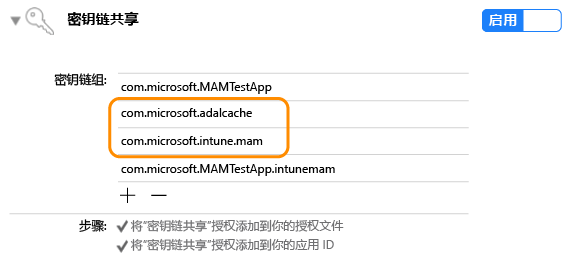 密钥链共享
启用
密钥链组:
com.microsoft.MAMTestApp
com.microsoft.adalcache
com.microsoft.intune.mam
com.microsoft.MAMTestApp.intunemam
步骤:
将“密钥链共享”授权添加到你的授权文件
将“密钥链共享”授权添加到你的应用 ID